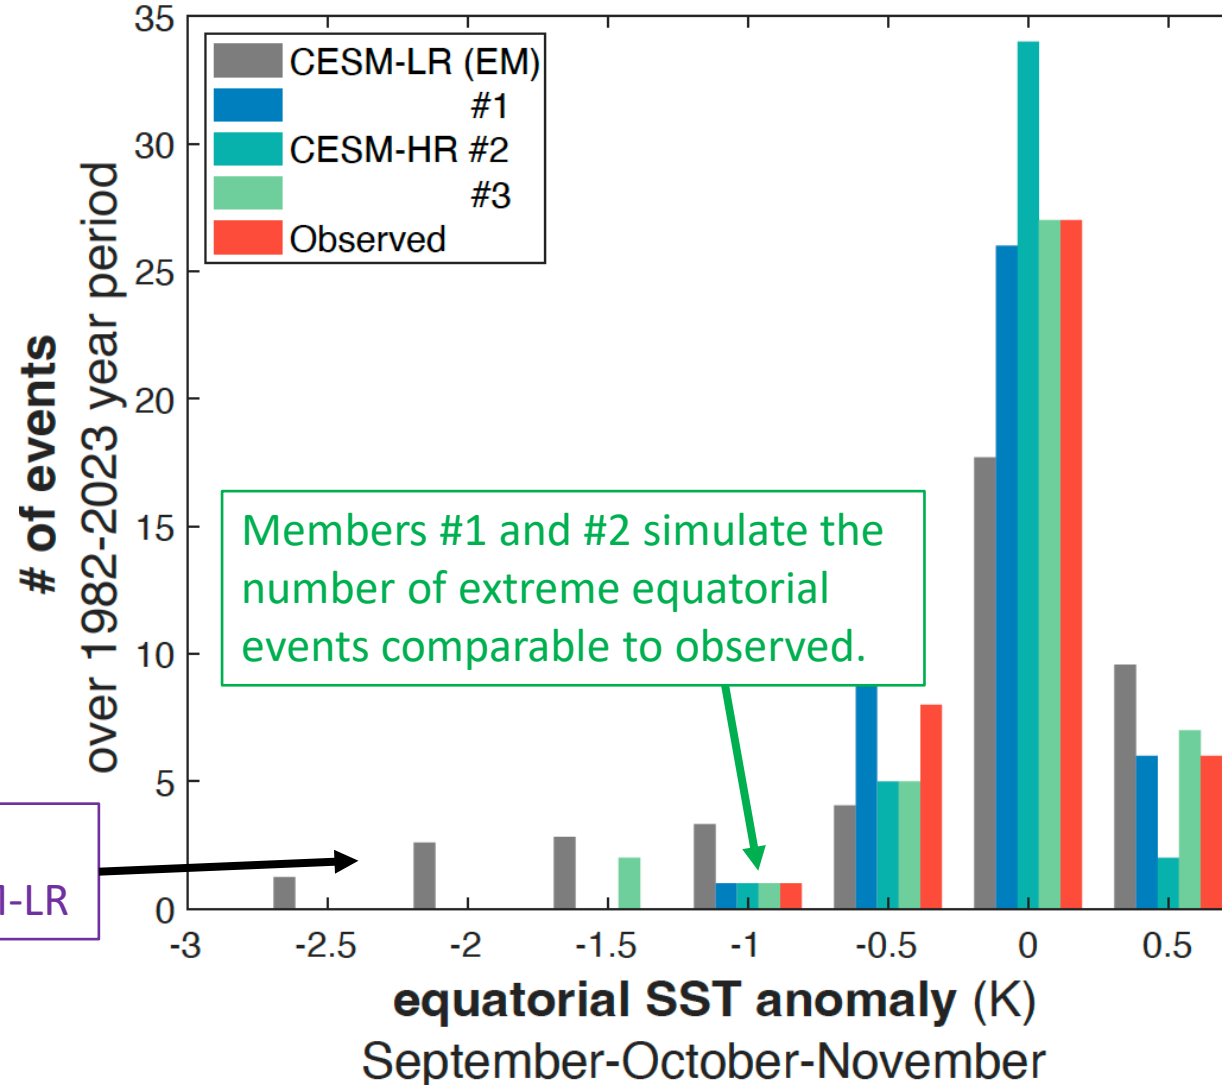 # of events
over 1982-2023 year period
35
30
25
20
15
10
5
0
CESM-LR (EM)
#1
CESM-HR #2
#3
Observed
Members #1 and #2 simulate the
number of extreme equatorial
events comparable to observed.
-LR
-3 -2.5 -2 -1.5 -1 -0.5 0 0.5
equatorial SST anomaly (K)
September-October-November